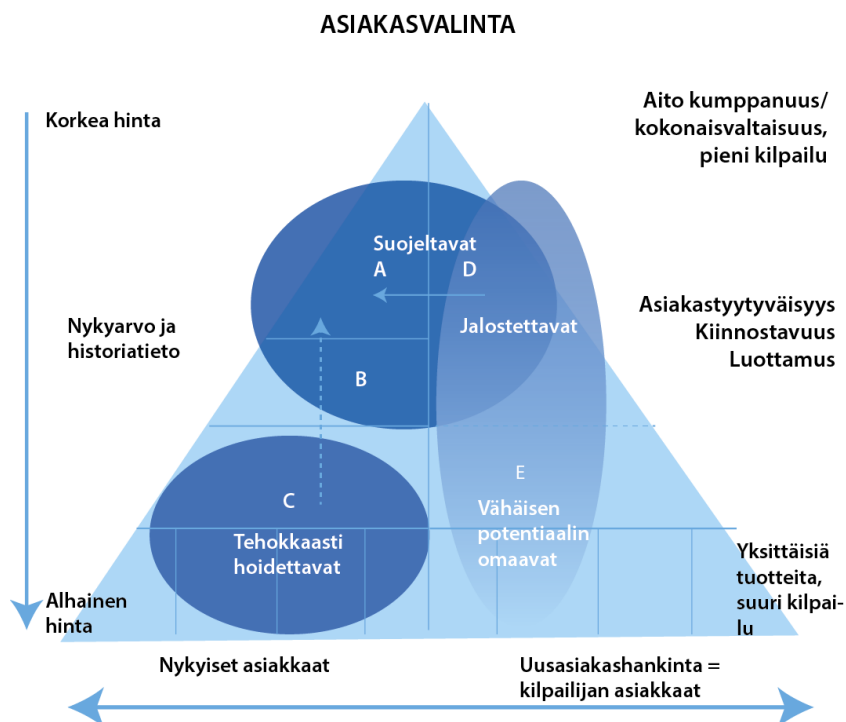 ASIAKASVALINTA
Korkea hinta
Aito kumppanuus/
kokonaisvaltaisuus,
pieni kilpailu
Suojeltavat
A
D
Nykyarvo ja
historiatieto
Jalostettavat
Asiakastyytyväisyys
Kiinnostavuus
Luottamus
B
C
Tehokkaasti
hoidettavat
E
Vähäisen
potentiaalin
omaavat
Yksittäisiä
tuotteita,
suuri kilpai-
lu
Alhainen
hinta
Nykyiset asiakkaat
Uusasiakashankinta =
kilpailijan asiakkaat